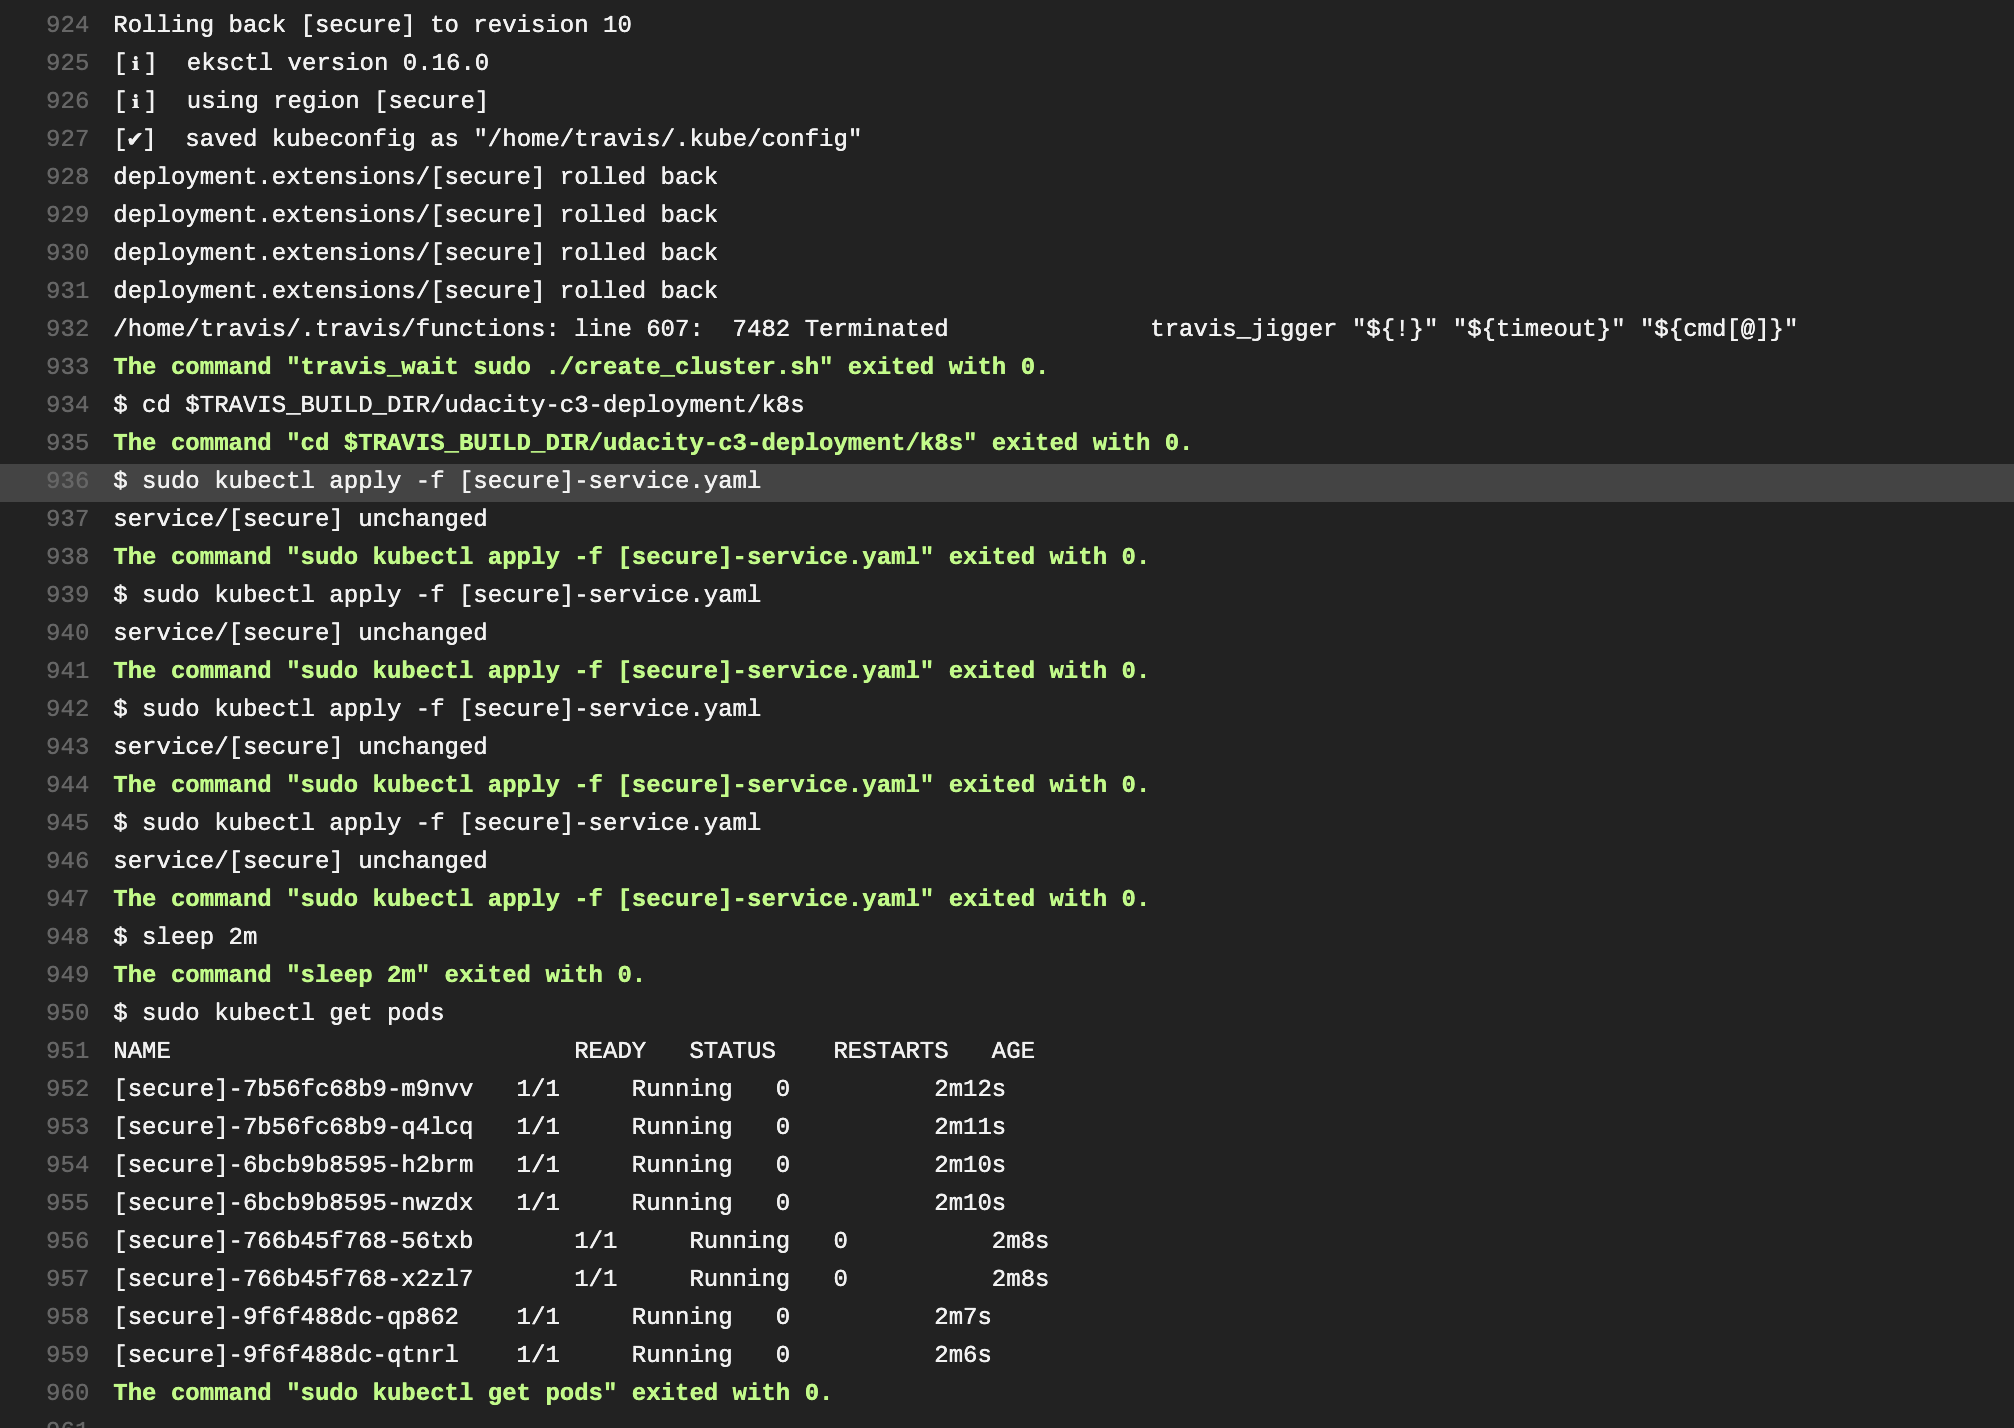 924 Rolling back [secure] to revision 10
925 [ℹ]  eksctl version 0.16.0
926 [ℹ]  using region [secure]
927 [✔]  saved kubeconfig as "/home/travis/.kube/config"
928 deployment.extensions/[secure] rolled back
929 deployment.extensions/[secure] rolled back
930 deployment.extensions/[secure] rolled back
931 deployment.extensions/[secure] rolled back
932 /home/travis/.travis/functions: line 607:  7482 Terminated              travis_jigger "${!}" "${timeout}" "${cmd[@]}"
933 The command "travis_wait sudo ./create_cluster.sh" exited with 0.
934 $ cd $TRAVIS_BUILD_DIR/udacity-c3-deployment/k8s
935 The command "cd $TRAVIS_BUILD_DIR/udacity-c3-deployment/k8s" exited with 0.
936 $ sudo kubectl apply -f [secure]-service.yaml
937 service/[secure] unchanged
938 The command "sudo kubectl apply -f [secure]-service.yaml" exited with 0.
939 $ sudo kubectl apply -f [secure]-service.yaml
940 service/[secure] unchanged
941 The command "sudo kubectl apply -f [secure]-service.yaml" exited with 0.
942 $ sudo kubectl apply -f [secure]-service.yaml
943 service/[secure] unchanged
944 The command "sudo kubectl apply -f [secure]-service.yaml" exited with 0.
945 $ sudo kubectl apply -f [secure]-service.yaml
946 service/[secure] unchanged
947 The command "sudo kubectl apply -f [secure]-service.yaml" exited with 0.
948 $ sleep 2m
949 The command "sleep 2m" exited with 0.
950 $ sudo kubectl get pods
951 NAME                            READY   STATUS    RESTARTS   AGE
952 [secure]-7b56fc68b9-m9nvv   1/1     Running   0          2m12s
953 [secure]-7b56fc68b9-q4lcq   1/1     Running   0          2m11s
954 [secure]-6bcb9b8595-h2brm   1/1     Running   0          2m10s
955 [secure]-6bcb9b8595-nwzdx   1/1     Running   0          2m10s
956 [secure]-766b45f768-56txb       1/1     Running   0          2m8s
957 [secure]-766b45f768-x2zl7       1/1     Running   0          2m8s
958 [secure]-9f6f488dc-qp862    1/1     Running   0          2m7s
959 [secure]-9f6f488dc-qtnrl    1/1     Running   0          2m6s
960 The command "sudo kubectl get pods" exited with 0.